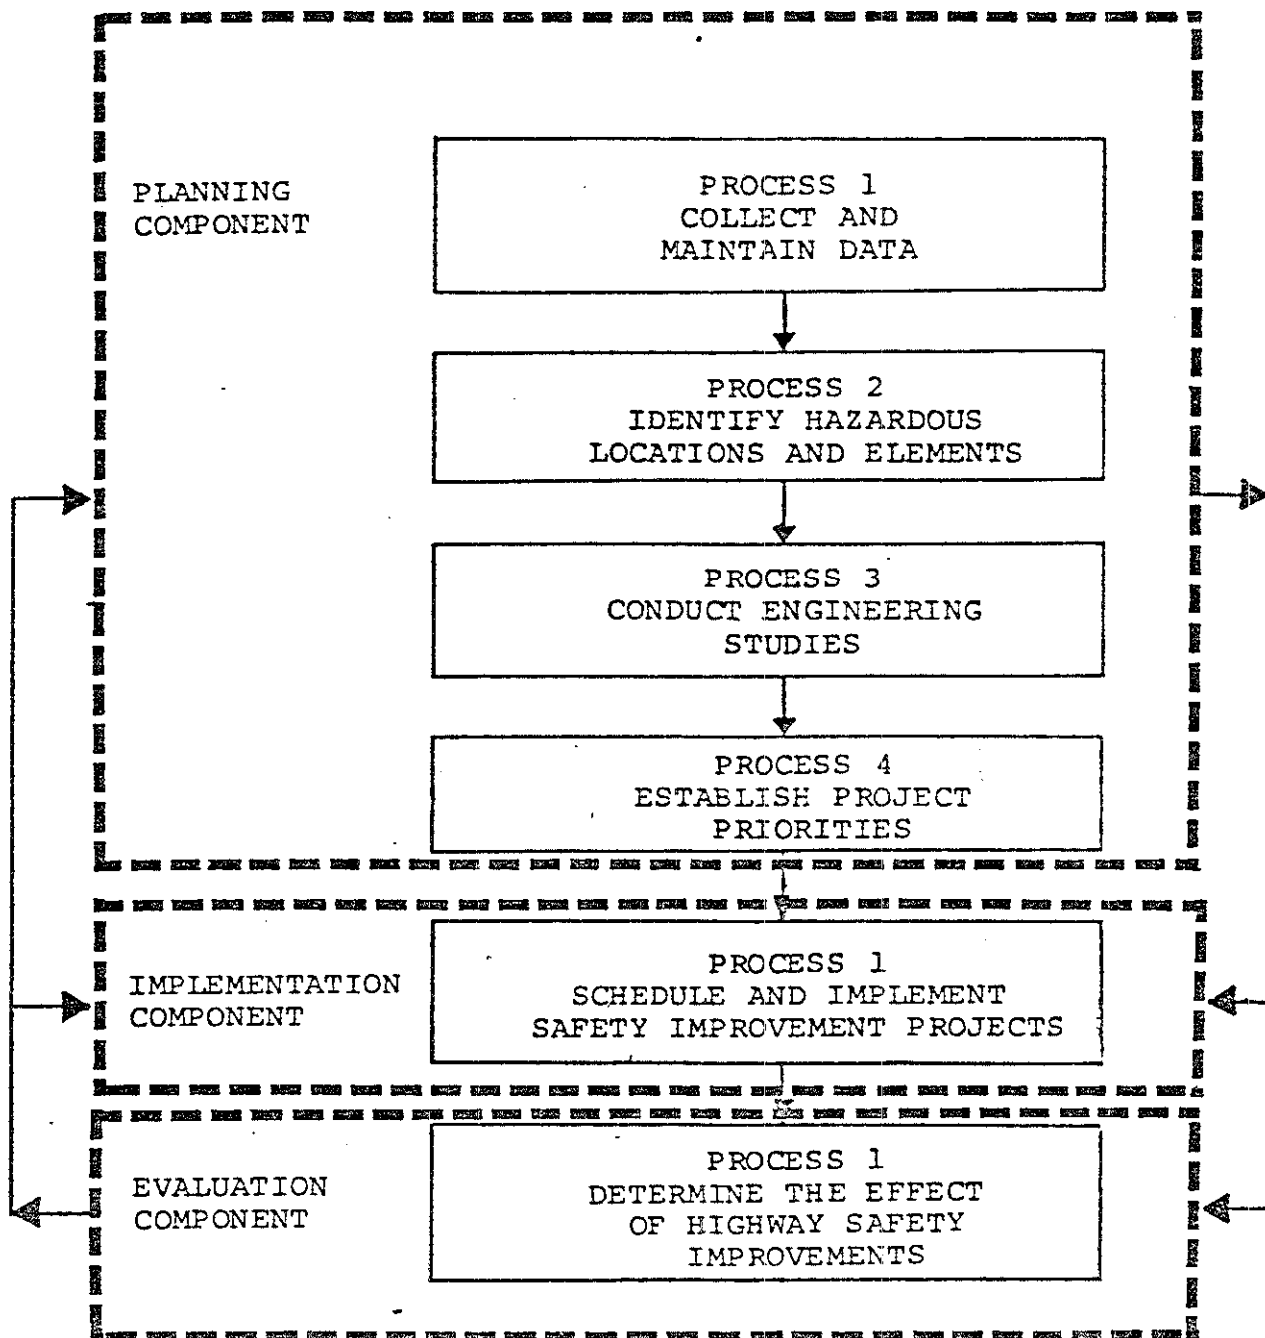 PLANNING
COMPONENT
PROCESS 1
COLLECT AND
MAINTAIN DATA
PROCESS 2
IDENTIFY HAZARDOUS
LOCATIONS AND ELEMENTS
PROCESS 3
CONDUCT ENGINEERING
STUDIES
PROCESS 4
ESTABLISH PROJECT
PRIORITIES
IMPLEMENTATION
COMPONENT
PROCESS 1
SCHEDULE AND IMPLEMENT
SAFETY IMPROVEMENT PROJECTS
EVALUATION
COMPONENT
PROCESS 1
DETERMINE THE EFFECT
OF HIGHWAY SAFETY
IMPROVEMENTS